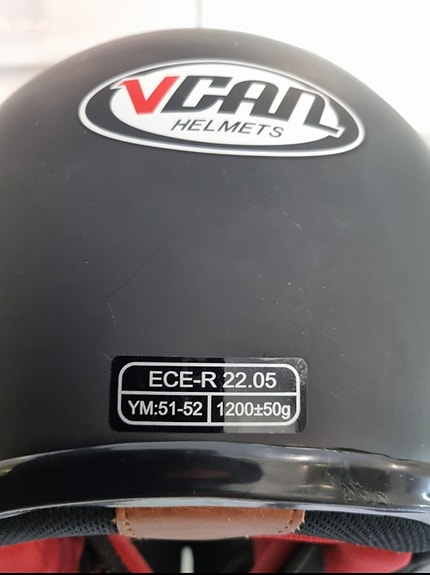 VCAN
HELMETS
ECE-R 22.05
YM:51-52 1200±50g